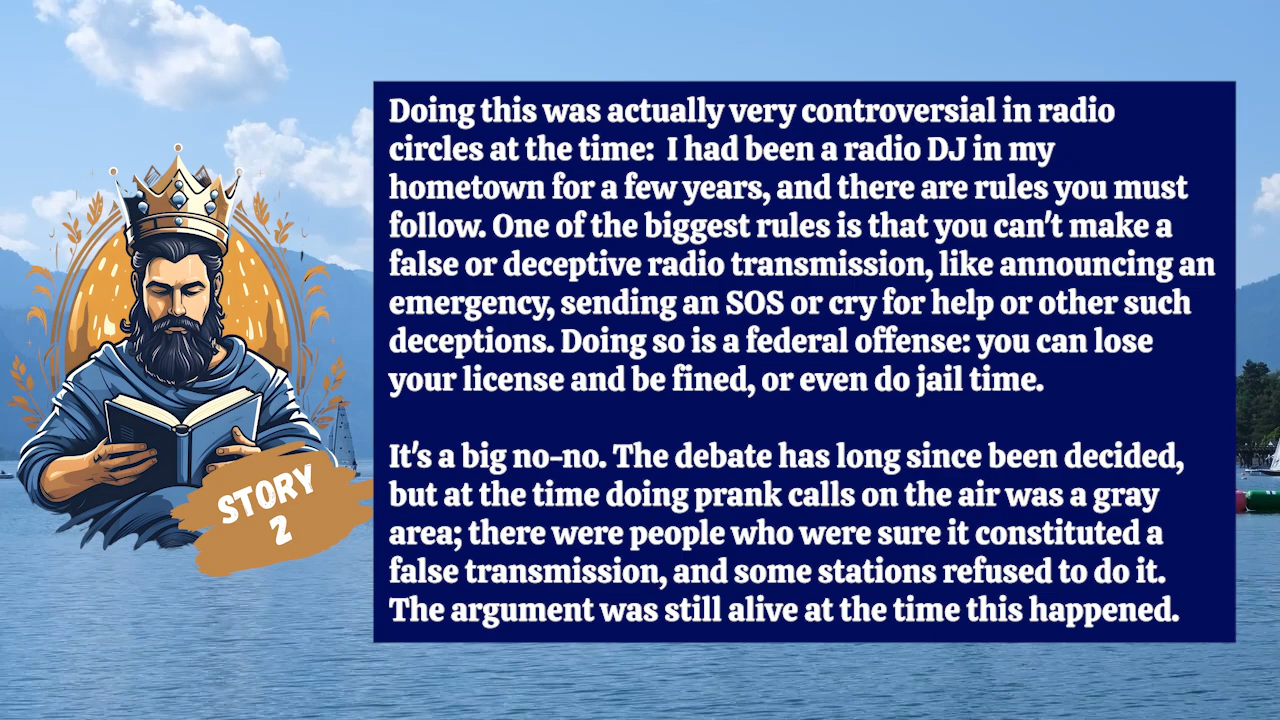 Doing this was actually very controversial in radio
circles at the time:  I had been a radio DJ in my
hometown for a few years, and there are rules you must
follow. One of the biggest rules is that you can't make a
false or deceptive radio transmission, like announcing an
emergency, sending an SOS or cry for help or other such
deceptions. Doing so is a federal offense: you can lose
your license and be fined, or even do jail time.
It's a big no-no. The debate has long since been decided,
but at the time doing prank calls on the air was a gray
area; there were people who were sure it constituted a
false transmission, and some stations refused to do it.
The argument was still alive at the time this happened.
STORY
2